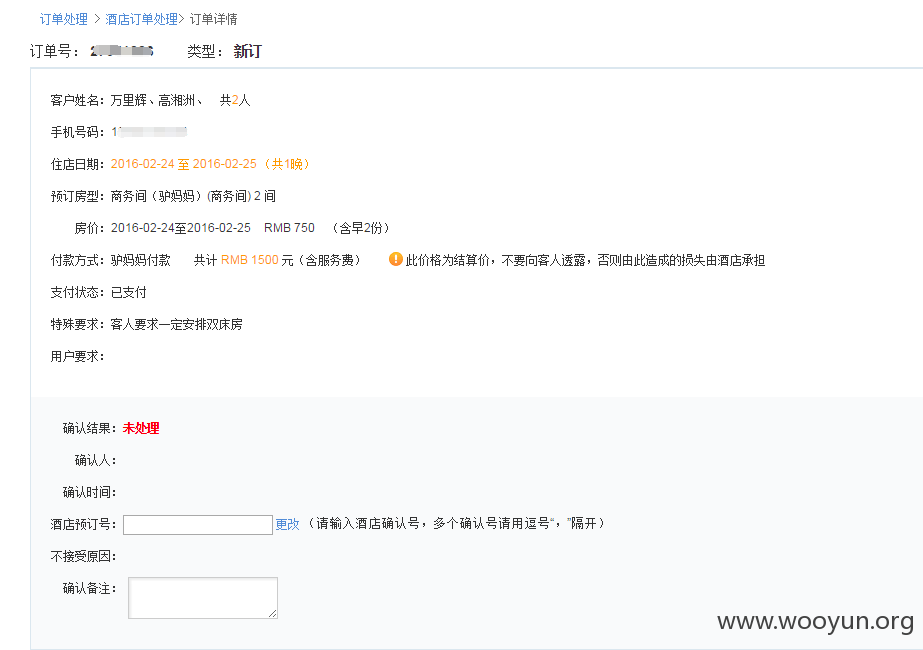 订单处理 > 酒店订单处理> 订单详情
订单号： 类型： 新订
客户姓名：万里辉、高湘洲、 共2人
手机号码：1
住店日期：2016-02-24 至 2016-02-25 （共1晚）
预订房型：商务间（驴妈妈）(商务间) 2 间
房价：2016-02-24至2016-02-25 RMB 750 （含早2份）
付款方式：驴妈妈付款 共计 RMB 1500 元（含服务费） 此价格为结算价，不要向客人透露，否则由此造成的损失由酒店承担
支付状态：已支付
特殊要求：客人要求一定安排双床房
用户要求：
确认结果：未处理
确认人：
确认时间：
酒店预订号： 更改 （请输入酒店确认号，多个确认号请用逗号“，”隔开）
不接受原因：
确认备注：
www.wooyun.org